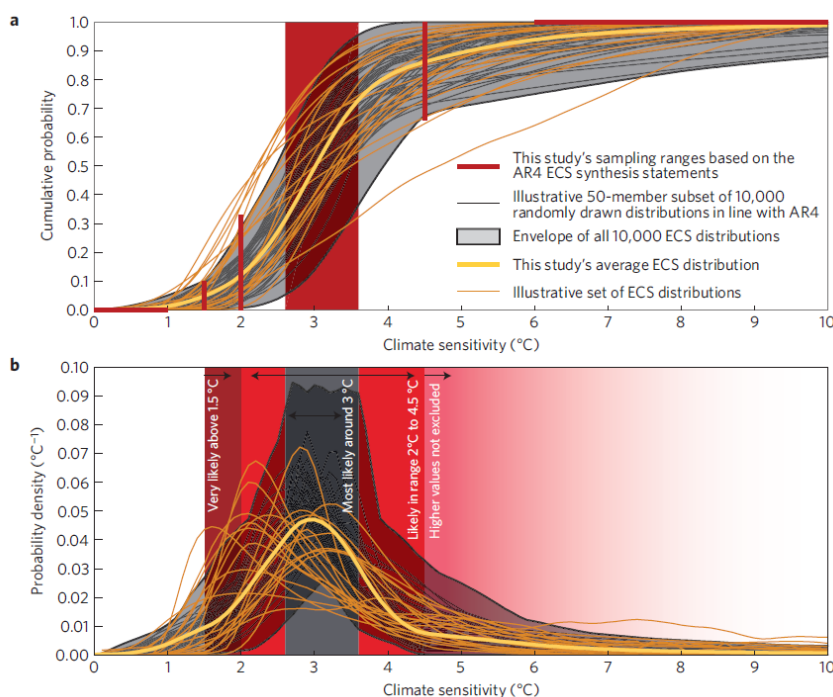 a
1.0
0.9
0.8
0.7
0.6
0.5
0.4
0.3
0.2
0.1
0.0
Cumulative probability
This study's sampling ranges based on the
AR4 ECS synthesis statements
Illustrative 50-member subset of 10,000
randomly drawn distributions in line with AR4
Envelope of all 10,000 ECS distributions
This study's average ECS distribution
Illustrative set of ECS distributions
0 1 2 3 4 5 6 7 8 9 10
Climate sensitivity (°C)
b
0.10
0.09
0.08
0.07
0.06
0.05
0.04
0.03
0.02
0.01
0.00
Probability density (°C⁻¹)
Very likely above 1.5 °C
Most likely around 3 °C
Likely in range 2°C to 4.5 °C
Higher values not excluded
0 1 2 3 4 5 6 7 8 9 10
Climate sensitivity (°C)